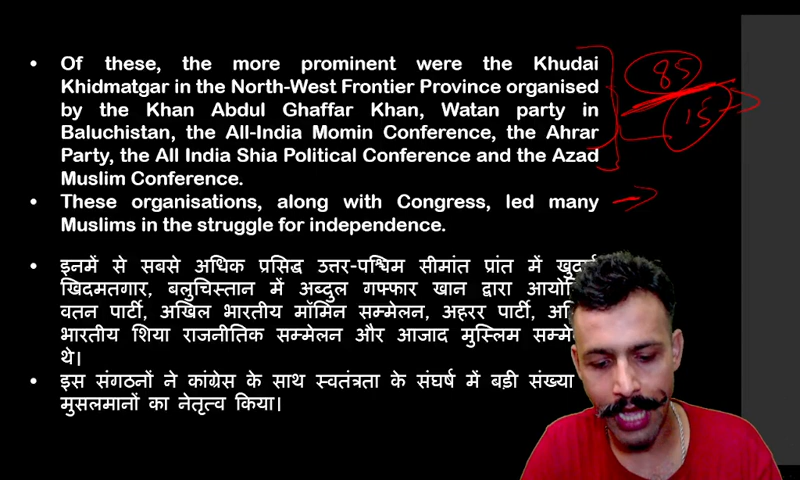 Of these, the more prominent were the Khudai
Khidmatgar in the North-West Frontier Province organised
by the Khan Abdul Ghaffar Khan, Watan party in
Baluchistan, the All-India Momin Conference, the Ahrar
Party, the All India Shia Political Conference and the Azad
Muslim Conference.
These organisations, along with Congress, led many
Muslims in the struggle for independence.
85
15
इनमें से सबसे अधिक प्रसिद्ध उत्तर-पश्चिम सीमांत प्रांत में
खिदमतगार, बलुचिस्तान में अब्दुल गफ्फार खान द्वारा
वतन पार्टी, अखिल भारतीय मॉमिन सम्मेलन, अहरर पार्टी,
भारतीय शिया राजनीतिक सम्मेलन और आजाद मुस्लिम
थे।
इस संगठनों ने कांग्रेस के साथ स्वतंत्रता के संघर्ष में बड़ी संख्या
मुसलमानों का नेतृत्व किया।